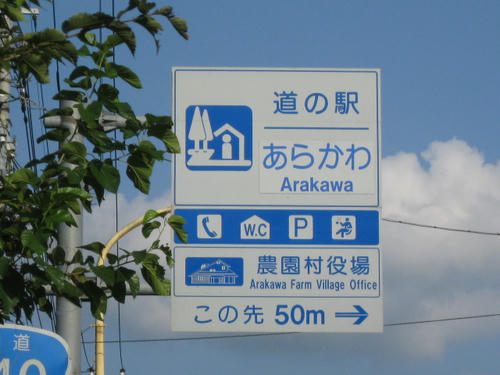 道の駅
あらかわ
Arakawa
W.C
P
農園村役場
Arakawa Farm Village Office
この先 50m →
道
40